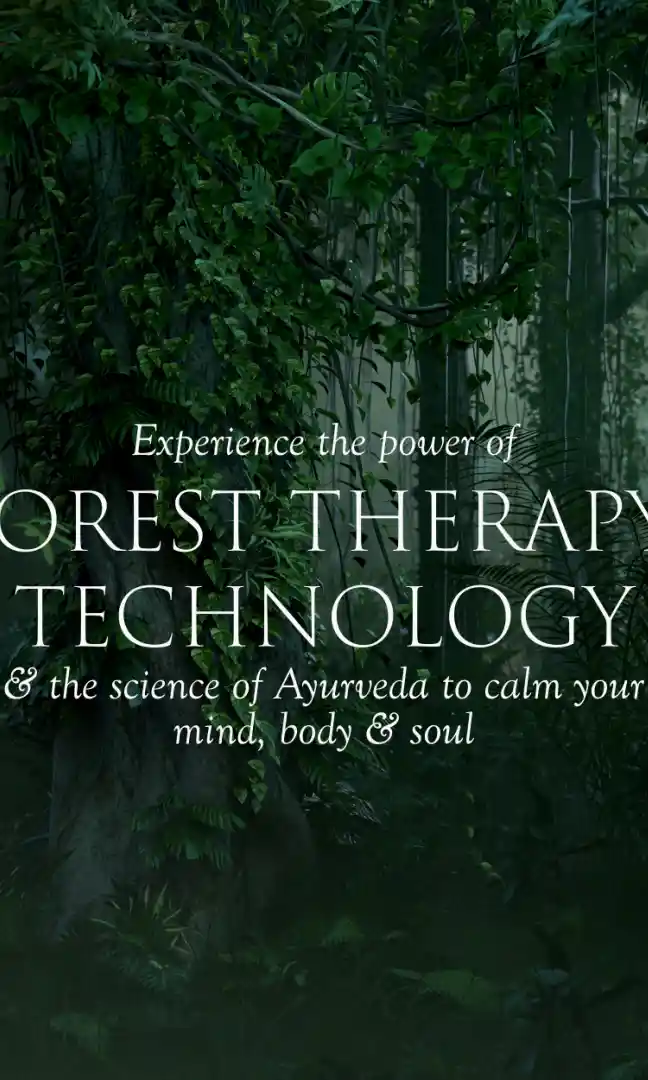 Experience the power of
OREST THERAPY
TECHNOLOGY
& the science of Ayurveda to calm your
mind, body & soul